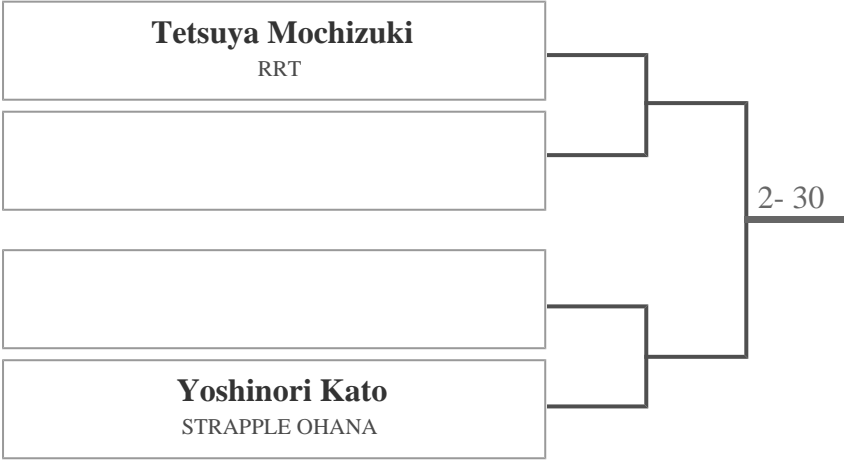 Tetsuya Mochizuki
RRT
2- 30
Yoshinori Kato
STRAPPLE OHANA